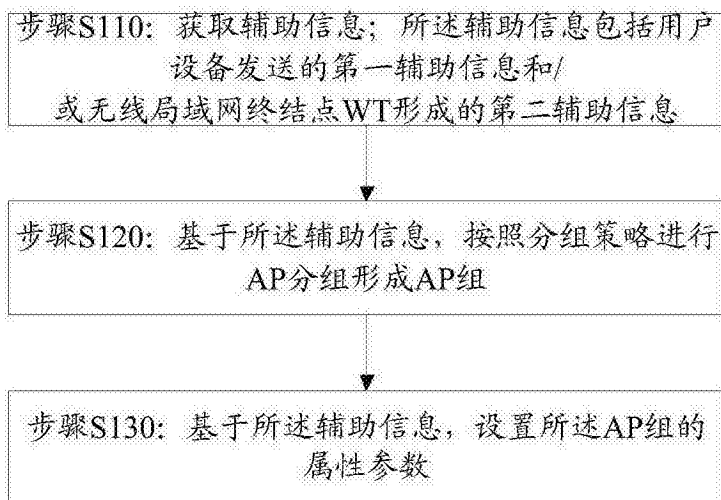 步骤S110：获取辅助信息；所述辅助信息包括用户
设备发送的第一辅助信息和/
或无线局域网终结点WT形成的第二辅助信息
步骤S120：基于所述辅助信息，按照分组策略进行
AP分组形成AP组
步骤S130：基于所述辅助信息，设置所述AP组的
属性参数